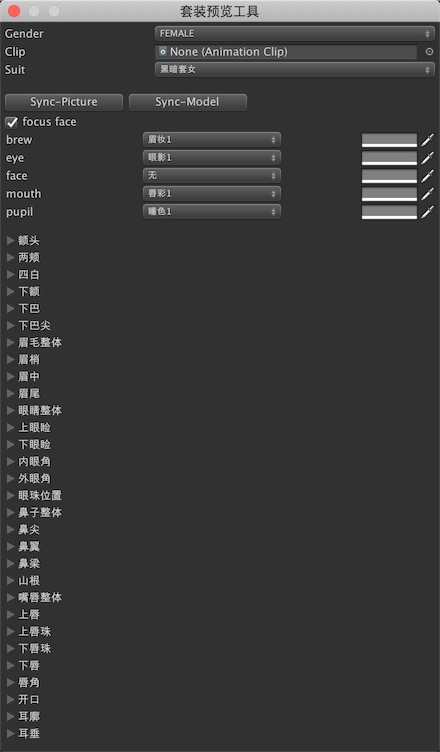 套装预览工具
Gender FEMALE
Clip None (Animation Clip)
Suit 黑暗套女
Sync-Picture Sync-Model
focus face
brew 眉妆1
eye 眼影1
face 无
mouth 唇彩1
pupil 瞳色1
额头
两颊
四白
下额
下巴
下巴尖
眉毛整体
眉梢
眉中
眉尾
眼睛整体
上眼睑
下眼睑
内眼角
外眼角
眼珠位置
鼻子整体
鼻尖
鼻翼
鼻梁
山根
嘴唇整体
上唇
上唇珠
下唇珠
下唇
唇角
开口
耳廓
耳垂